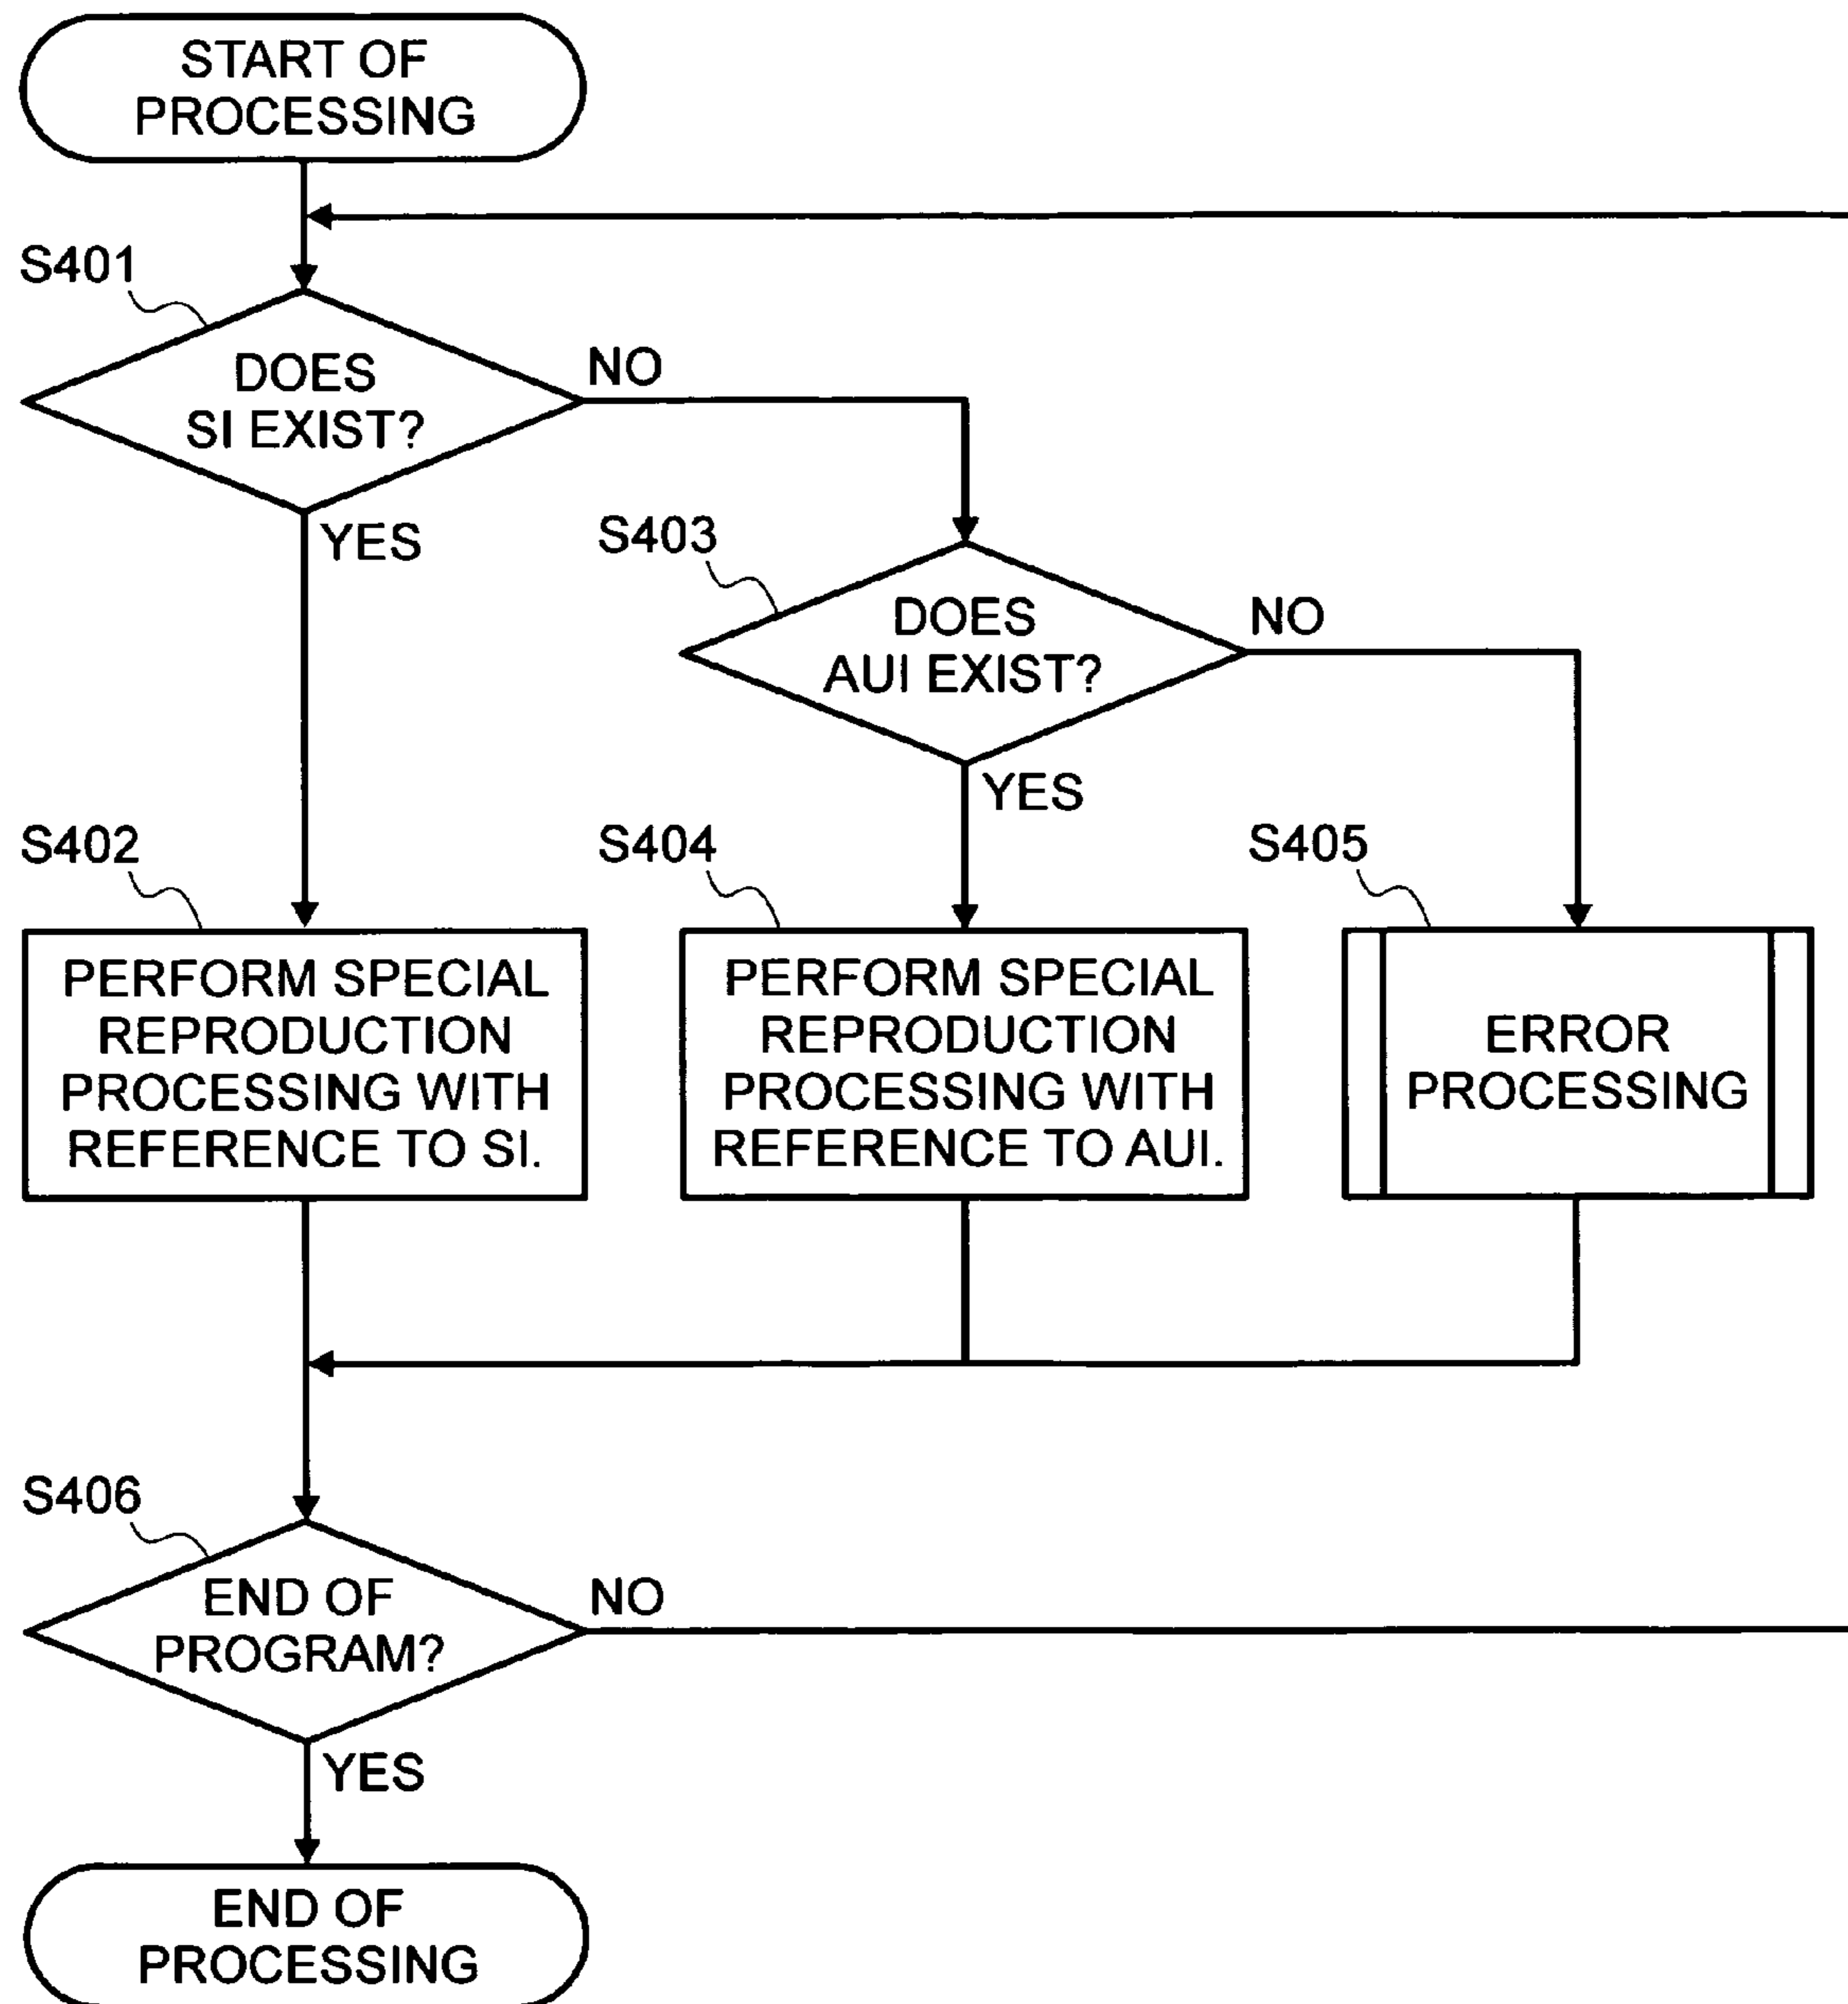 START OF
PROCESSING
S401
DOES
SI EXIST?
NO
YES
S403
DOES
AUI EXIST?
NO
YES
S402
PERFORM SPECIAL
REPRODUCTION
PROCESSING WITH
REFERENCE TO SI.
S404
PERFORM SPECIAL
REPRODUCTION
PROCESSING WITH
REFERENCE TO AUI.
S405
ERROR
PROCESSING
S406
END OF
PROGRAM?
NO
YES
END OF
PROCESSING